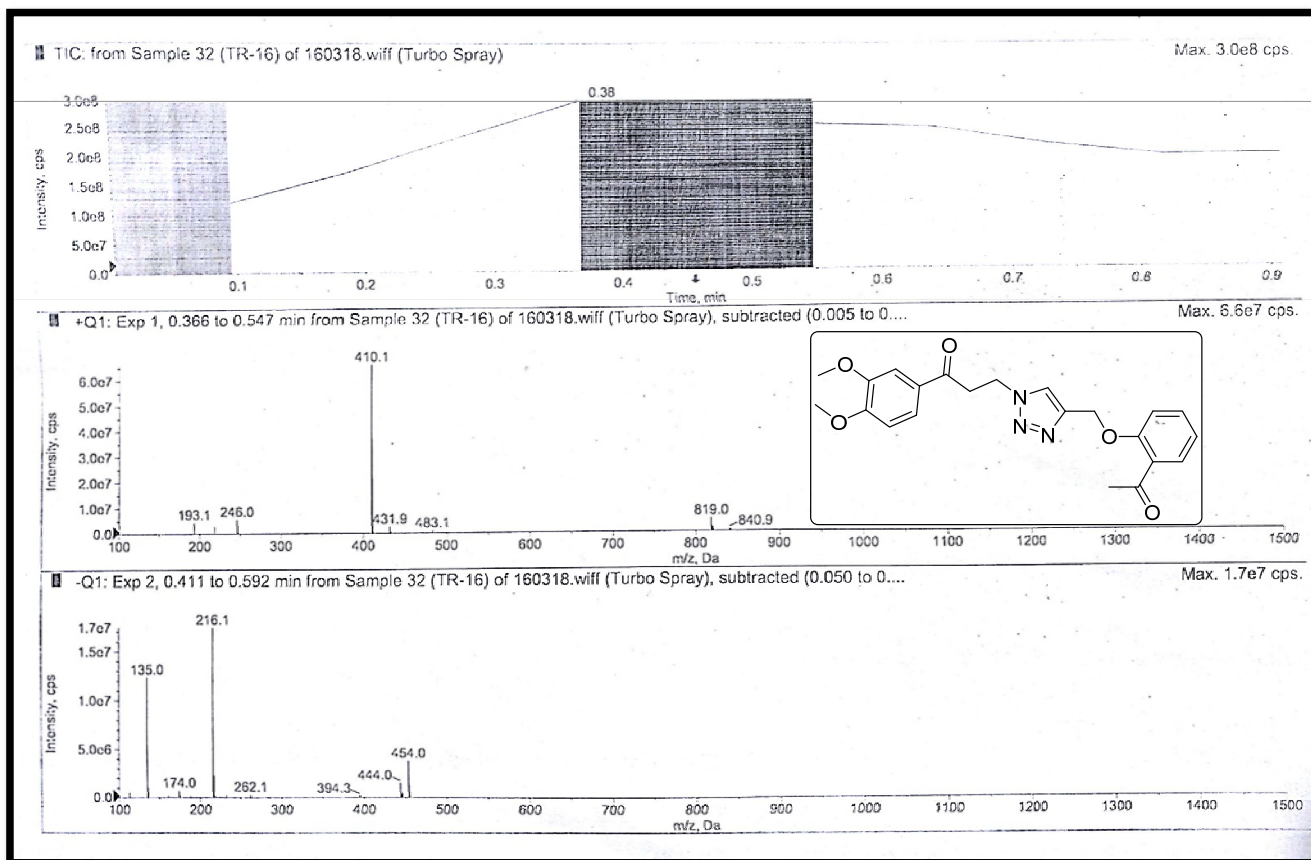 TIC: from Sample 32 (TR-16) of 160318.wiff (Turbo Spray)
Max. 3.0e8 cps.
0.38
3.0e8
2.5e8
2.0e8
1.5e8
1.0e8
5.0e7
0.0
Intensity, cps
0.1 0.2 0.3 0.4 0.5 0.6 0.7 0.8 0.9
Time, min
+Q1: Exp 1, 0.366 to 0.547 min from Sample 32 (TR-16) of 160318.wiff (Turbo Spray), subtracted (0.005 to 0....
Max. 6.6e7 cps.
410.1
6.0e7
5.0e7
4.0e7
3.0e7
2.0e7
1.0e7
0.0
Intensity, cps
193.1 246.0 431.9 483.1 819.0 840.9
100 200 300 400 500 600 700 800 900 1000 1100 1200 1300 1400 1500
m/z, Da
O
O
O
N
N=N
O
O
-Q1: Exp 2, 0.411 to 0.592 min from Sample 32 (TR-16) of 160318.wiff (Turbo Spray), subtracted (0.050 to 0....
Max. 1.7e7 cps.
216.1
1.7e7
1.5e7
1.0e7
5.0e6
0.0
Intensity, cps
135.0
174.0 262.1 394.3 444.0 454.0
100 200 300 400 500 600 700 800 900 1000 1100 1200 1300 1400 1500
m/z, Da